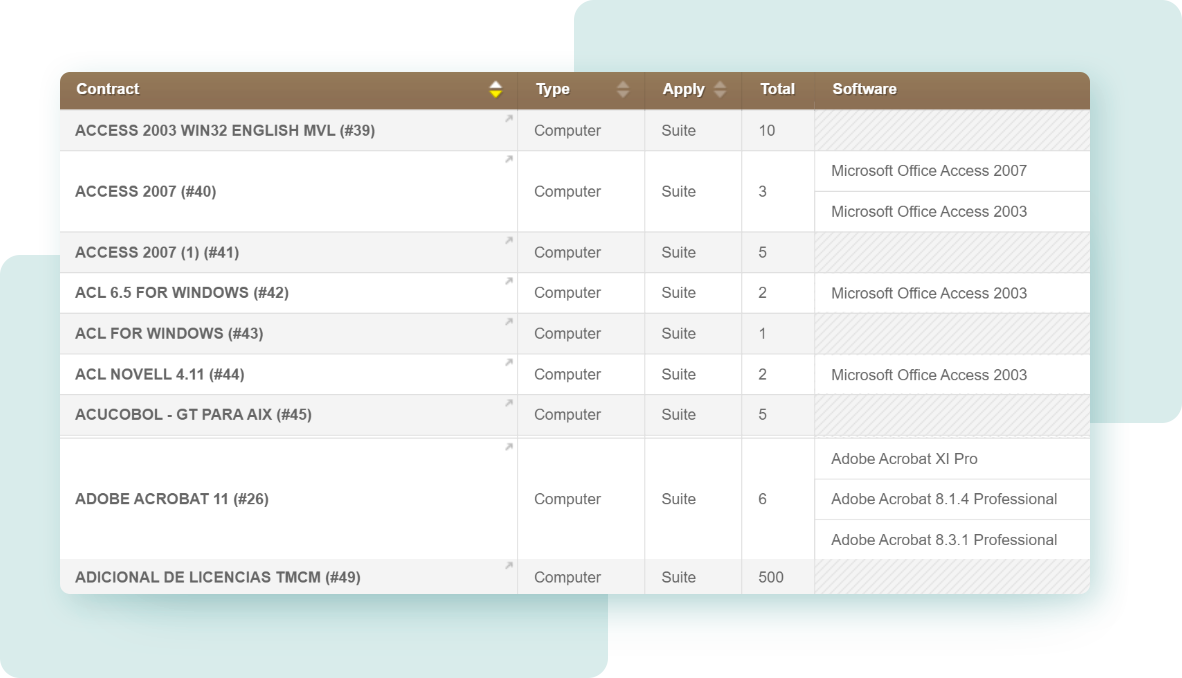 Contract Type Apply Total Software
ACCESS 2003 WIN32 ENGLISH MVL (#39) Computer Suite 10
ACCESS 2007 (#40) Computer Suite 3 Microsoft Office Access 2007
Microsoft Office Access 2003
ACCESS 2007 (1) (#41) Computer Suite 5
ACL 6.5 FOR WINDOWS (#42) Computer Suite 2 Microsoft Office Access 2003
ACL FOR WINDOWS (#43) Computer Suite 1
ACL NOVELL 4.11 (#44) Computer Suite 2 Microsoft Office Access 2003
ACUCOBOL - GT PARA AIX (#45) Computer Suite 5
ADOBE ACROBAT 11 (#26) Computer Suite 6 Adobe Acrobat XI Pro
Adobe Acrobat 8.1.4 Professional
Adobe Acrobat 8.3.1 Professional
ADICIONAL DE LICENCIAS TMCM (#49) Computer Suite 500